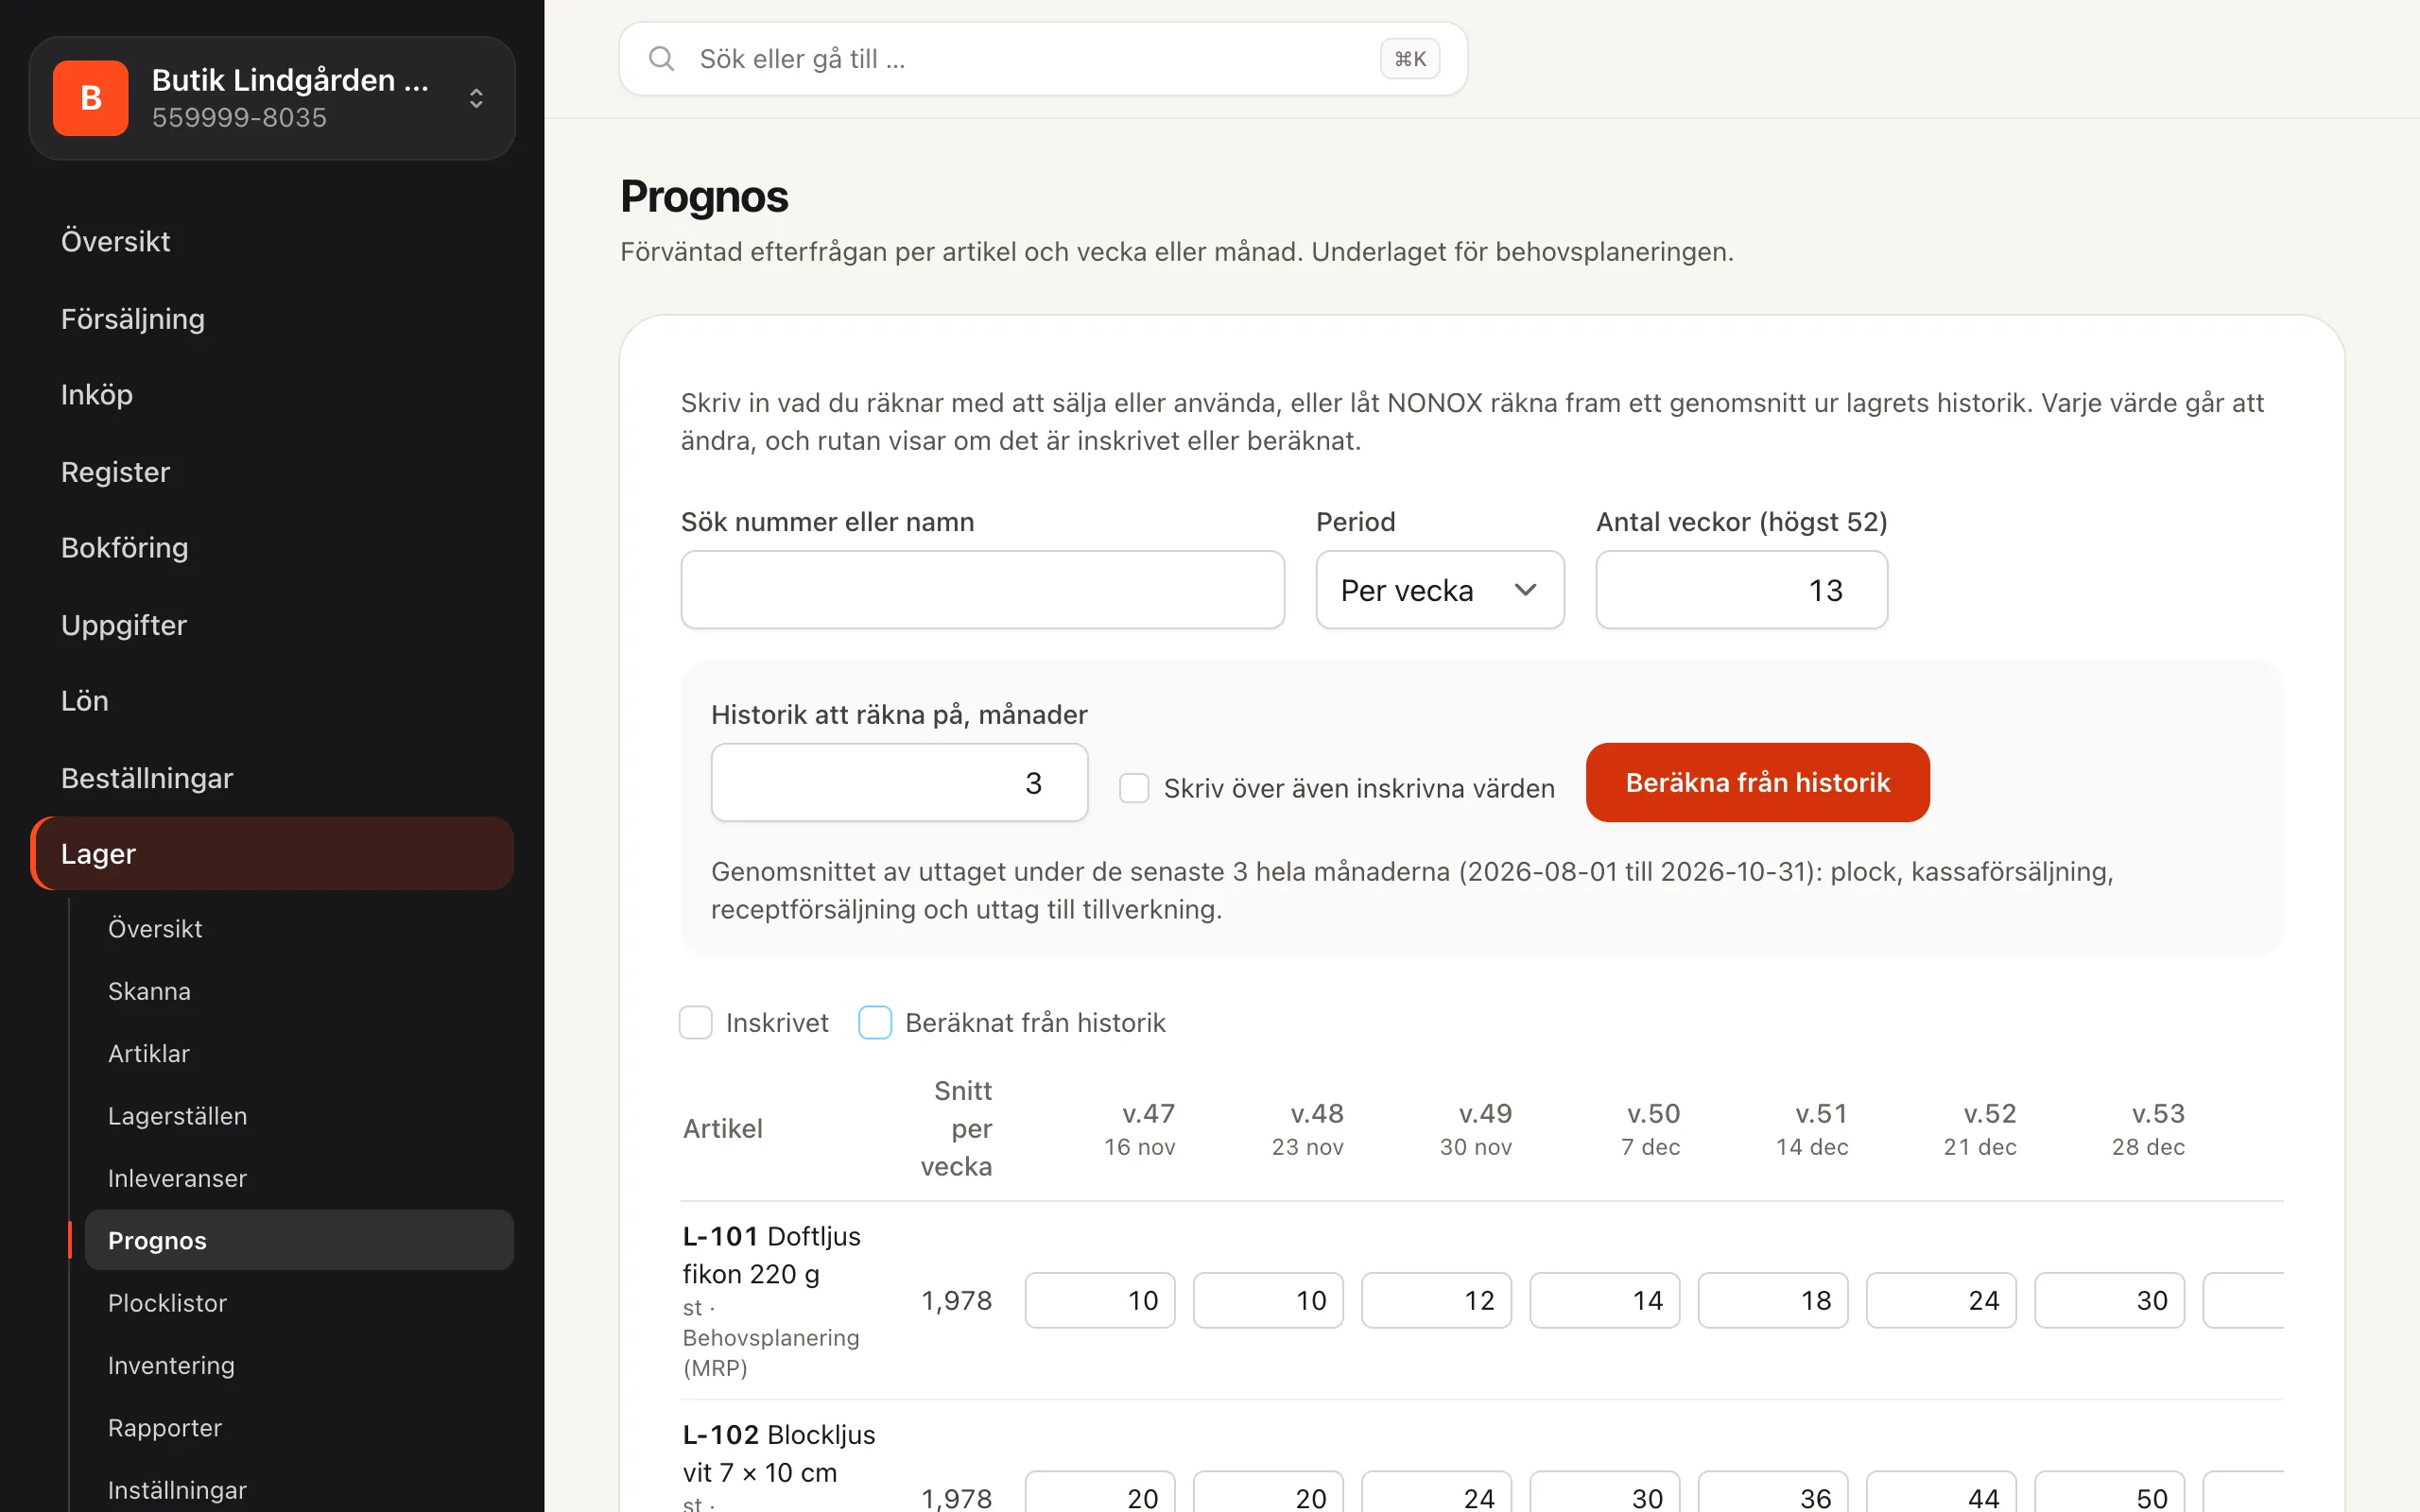 B
Butik Lindgården ...
559999-8035
Översikt
Försäljning
Inköp
Register
Bokföring
Uppgifter
Lön
Beställningar
Lager
Översikt
Skanna
Artiklar
Lagerställen
Inleveranser
Prognos
Plocklistor
Inventering
Rapporter
Inställningar
Sök eller gå till ...
⌘K
Prognos
Förväntad efterfrågan per artikel och vecka eller månad. Underlaget för behovsplaneringen.
Skriv in vad du räknar med att sälja eller använda, eller låt NONOX räkna fram ett genomsnitt ur lagrets historik. Varje värde går att
ändra, och rutan visar om det är inskrivet eller beräknat.
Sök nummer eller namn
Period
Antal veckor (högst 52)
Per vecka
13
Historik att räkna på, månader
3
Skriv över även inskrivna värden
Beräkna från historik
Genomsnittet av uttaget under de senaste 3 hela månaderna (2026-08-01 till 2026-10-31): plock, kassaförsäljning,
receptförsäljning och uttag till tillverkning.
Inskrivet
Beräknat från historik
Artikel
Snitt
per
vecka
v.47
16 nov
v.48
23 nov
v.49
30 nov
v.50
7 dec
v.51
14 dec
v.52
21 dec
v.53
28 dec
L-101 Doftljus
fikon 220 g
st ·
Behovsplanering
(MRP)
1,978
10
10
12
14
18
24
30
L-102 Blockljus
vit 7 × 10 cm
st ·
1,978
20
20
24
30
36
44
50